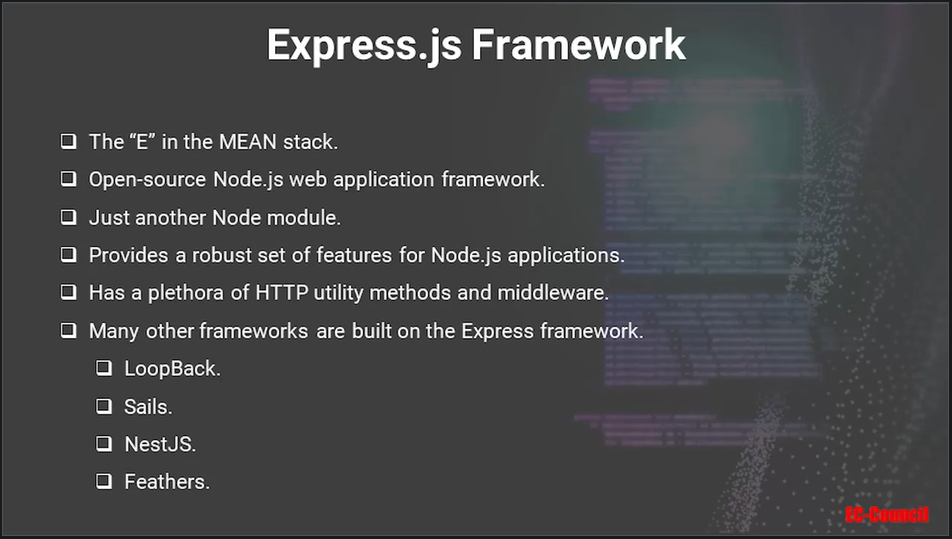 Express.js Framework
The “E” in the MEAN stack.
Open-source Node.js web application framework.
Just another Node module.
Provides a robust set of features for Node.js applications.
Has a plethora of HTTP utility methods and middleware.
Many other frameworks are built on the Express framework.
LoopBack.
Sails.
NestJS.
Feathers.
EC-Council